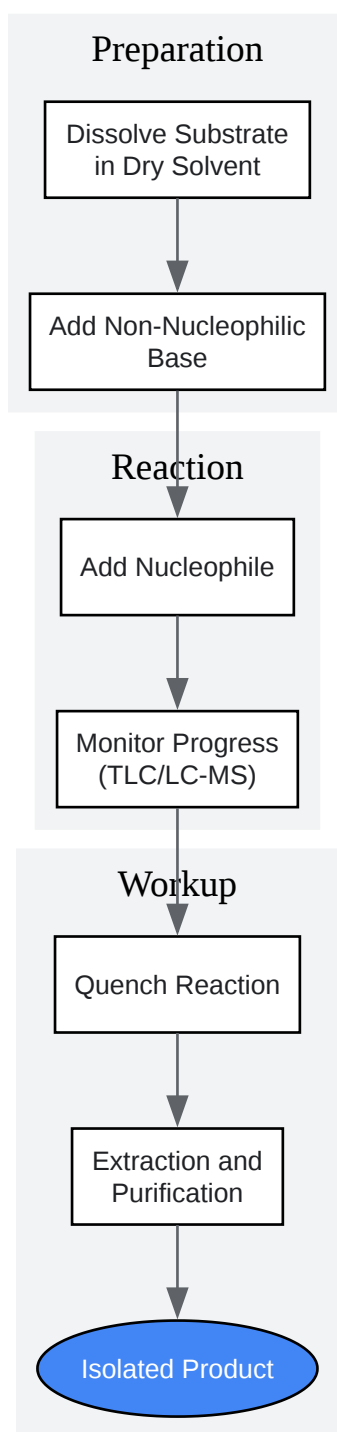 Preparation
Dissolve Substrate
in Dry Solvent
Add Non-Nucleophilic
Base
Reaction
Add Nucleophile
Monitor Progress
(TLC/LC-MS)
Workup
Quench Reaction
Extraction and
Purification
Isolated Product